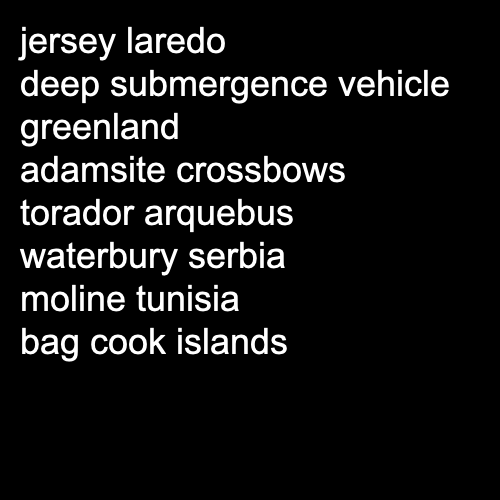 jersey laredo
deep submergence vehicle
greenland
adamsite crossbows
torador arquebus
waterbury serbia
moline tunisia
bag cook islands